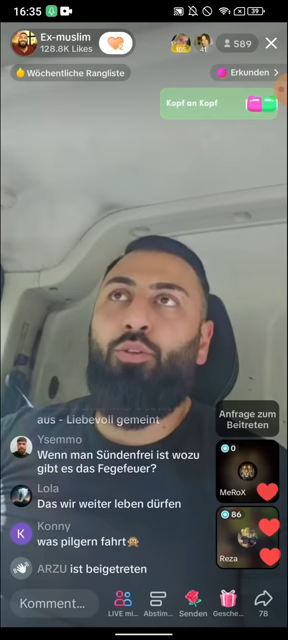 16:35
39
Ex-muslim
128.8K Likes
589
Wöchentliche Rangliste
Erkunden >
Kopf an Kopf
aus - Liebevoll gemeint
Ysemmo
Wenn man Sündenfrei ist wozu
gibt es das Fegefeuer?
Lola
Das wir weiter leben dürfen
K
Konny
was pilgern fahrt🙊
ARZU ist beigetreten
Anfrage zum
Beitreten
0
MeRoX
86
Reza
Komment...
LIVE mi...
Abstim...
Senden
Gesche...
78